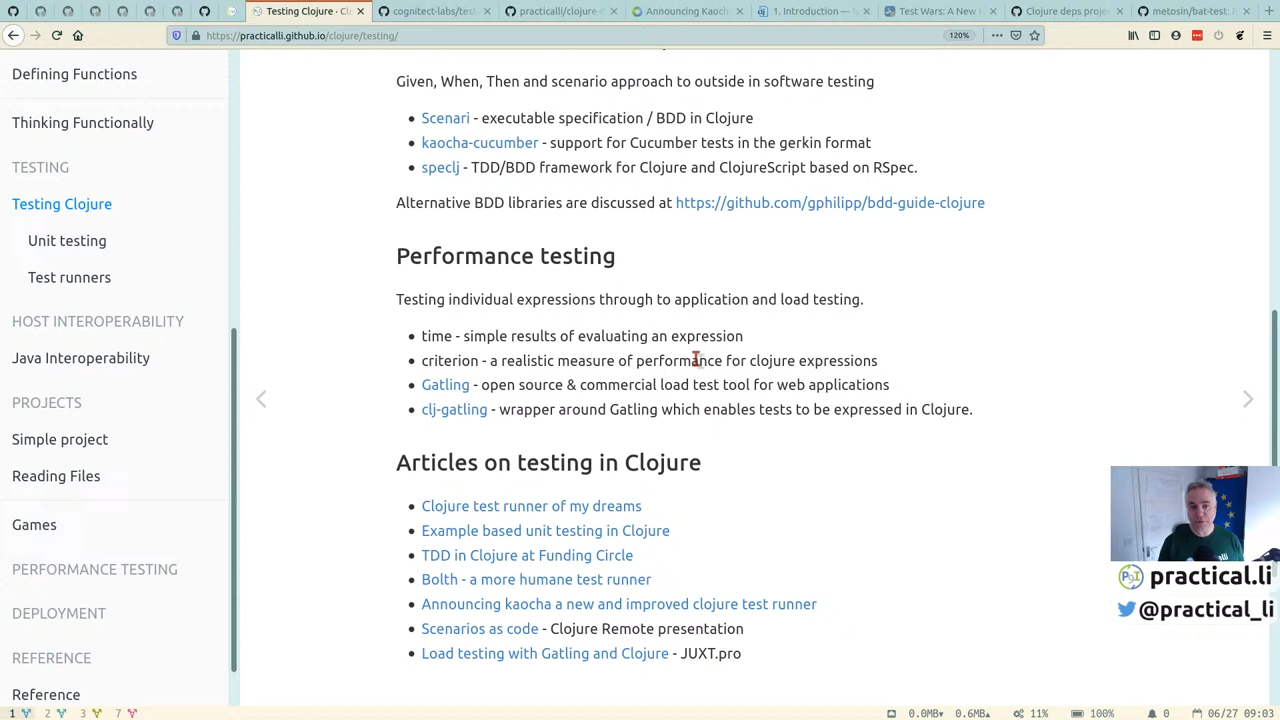 Testing Clojure · Cl
cognitect-labs/test
practicalli/clojure-
Announcing Kaoch
1. Introduction —
Test Wars: A New
Clojure deps proje
metosin/bat-test: F
https://practicalli.github.io/clojure/testing/
120%
Defining Functions
Thinking Functionally
TESTING
Testing Clojure
Unit testing
Test runners
HOST INTEROPERABILITY
Java Interoperability
PROJECTS
Simple project
Reading Files
Games
PERFORMANCE TESTING
DEPLOYMENT
REFERENCE
Reference
Given, When, Then and scenario approach to outside in software testing
Scenari - executable specification / BDD in Clojure
kaocha-cucumber - support for Cucumber tests in the gerkin format
speclj - TDD/BDD framework for Clojure and ClojureScript based on RSpec.
Alternative BDD libraries are discussed at https://github.com/gphilipp/bdd-guide-clojure
Performance testing
Testing individual expressions through to application and load testing.
time - simple results of evaluating an expression
criterion - a realistic measure of performance for clojure expressions
Gatling - open source & commercial load test tool for web applications
clj-gatling - wrapper around Gatling which enables tests to be expressed in Clojure.
Articles on testing in Clojure
Clojure test runner of my dreams
Example based unit testing in Clojure
TDD in Clojure at Funding Circle
Bolth - a more humane test runner
Announcing kaocha a new and improved clojure test runner
Scenarios as code - Clojure Remote presentation
Load testing with Gatling and Clojure - JUXT.pro
practical.li
@practical_li
1 2 3 7
0.0MB▾ 0.6MB▴ 11% 100% 0 06/27 09:03